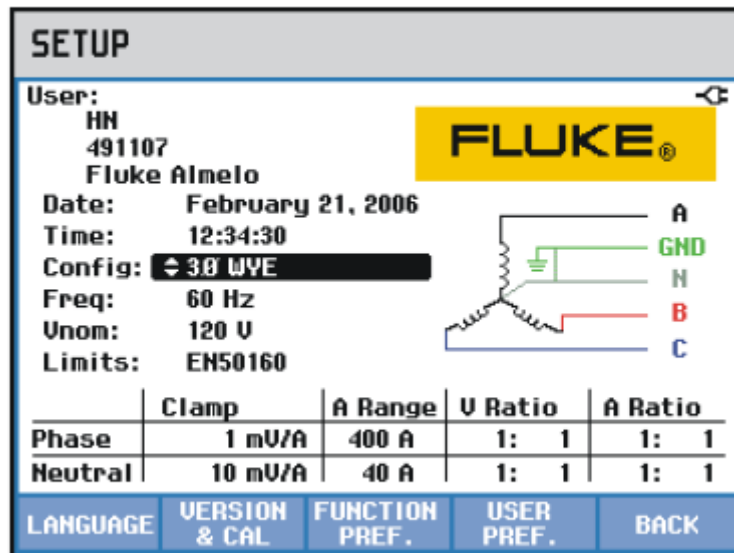 SETUP
User:
HN
491107
Fluke Almelo
FLUKE®
Date: February 21, 2006
Time: 12:34:30
Config: 3Ø WYE
Freq: 60 Hz
Vnom: 120 V
Limits: EN50160
A
GND
N
B
C
Clamp A Range V Ratio A Ratio
Phase 1 mV/A 400 A 1: 1 1: 1
Neutral 10 mV/A 40 A 1: 1 1: 1
LANGUAGE VERSION & CAL FUNCTION PREF. USER PREF. BACK